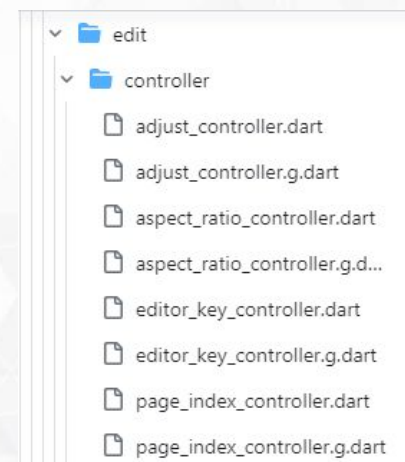 edit
controller
adjust_controller.dart
adjust_controller.g.dart
aspect_ratio_controller.dart
aspect_ratio_controller.g.d...
editor_key_controller.dart
editor_key_controller.g.dart
page_index_controller.dart
page_index_controller.g.dart